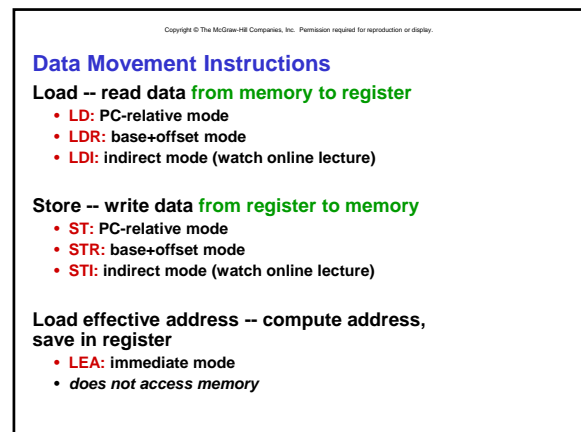 Copyright © The McGraw-Hill Companies, Inc. Permission required for reproduction or display.
Data Movement Instructions
Load -- read data from memory to register
• LD: PC-relative mode
• LDR: base+offset mode
• LDI: indirect mode (watch online lecture)
Store -- write data from register to memory
• ST: PC-relative mode
• STR: base+offset mode
• STI: indirect mode (watch online lecture)
Load effective address -- compute address,
save in register
• LEA: immediate mode
• does not access memory